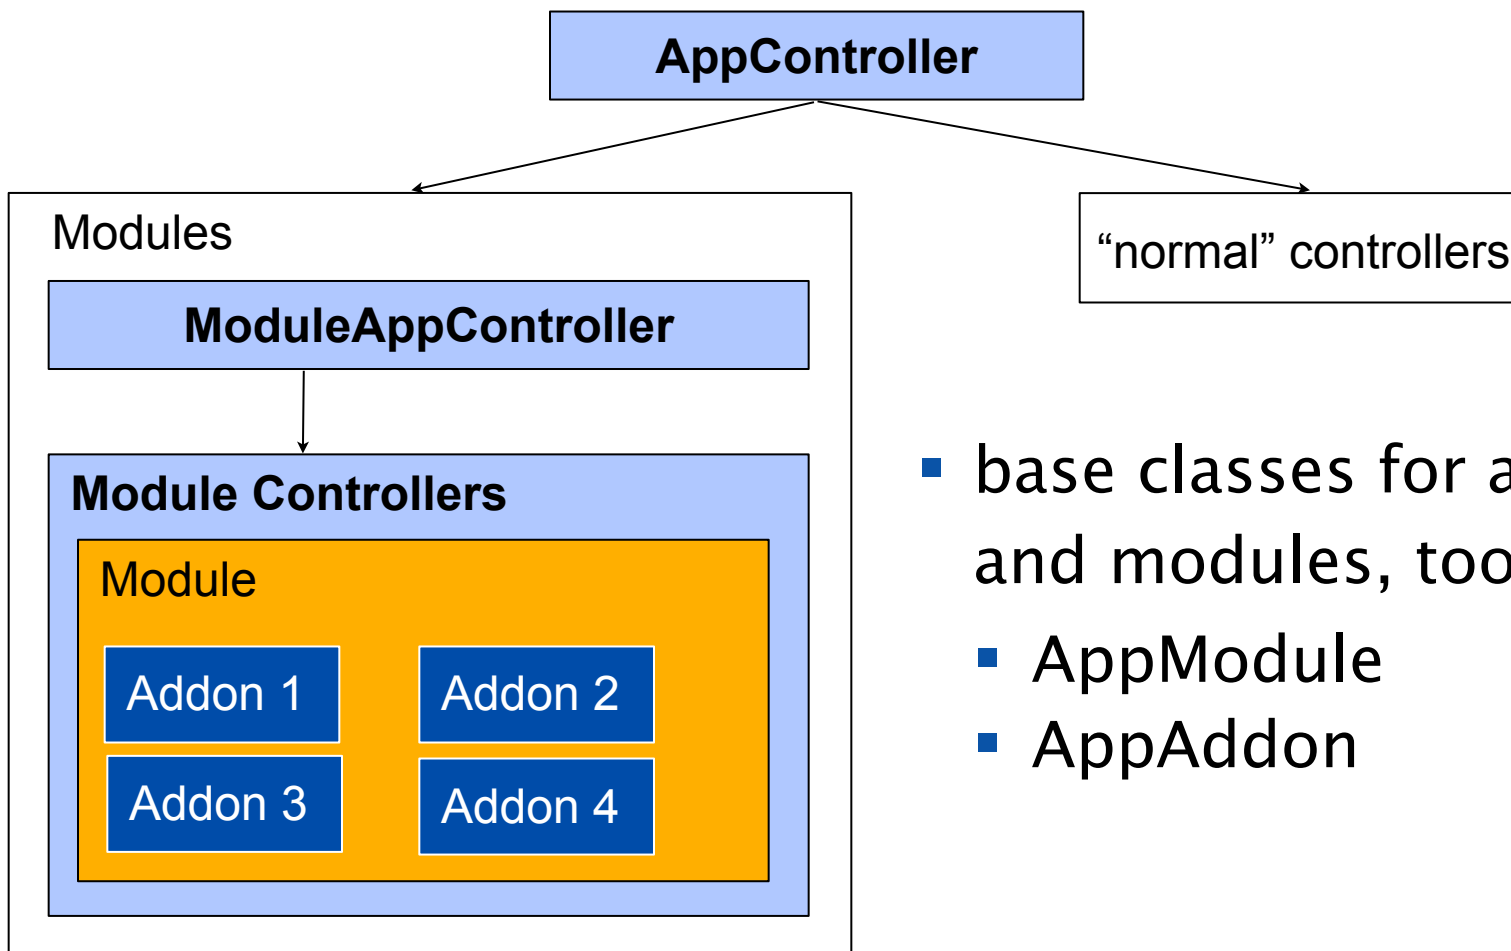 AppController
Modules
“normal” controllers
ModuleAppController
Module Controllers
Module
Addon 1
Addon 2
Addon 3
Addon 4
base classes for
and modules, too
AppModule
AppAddon